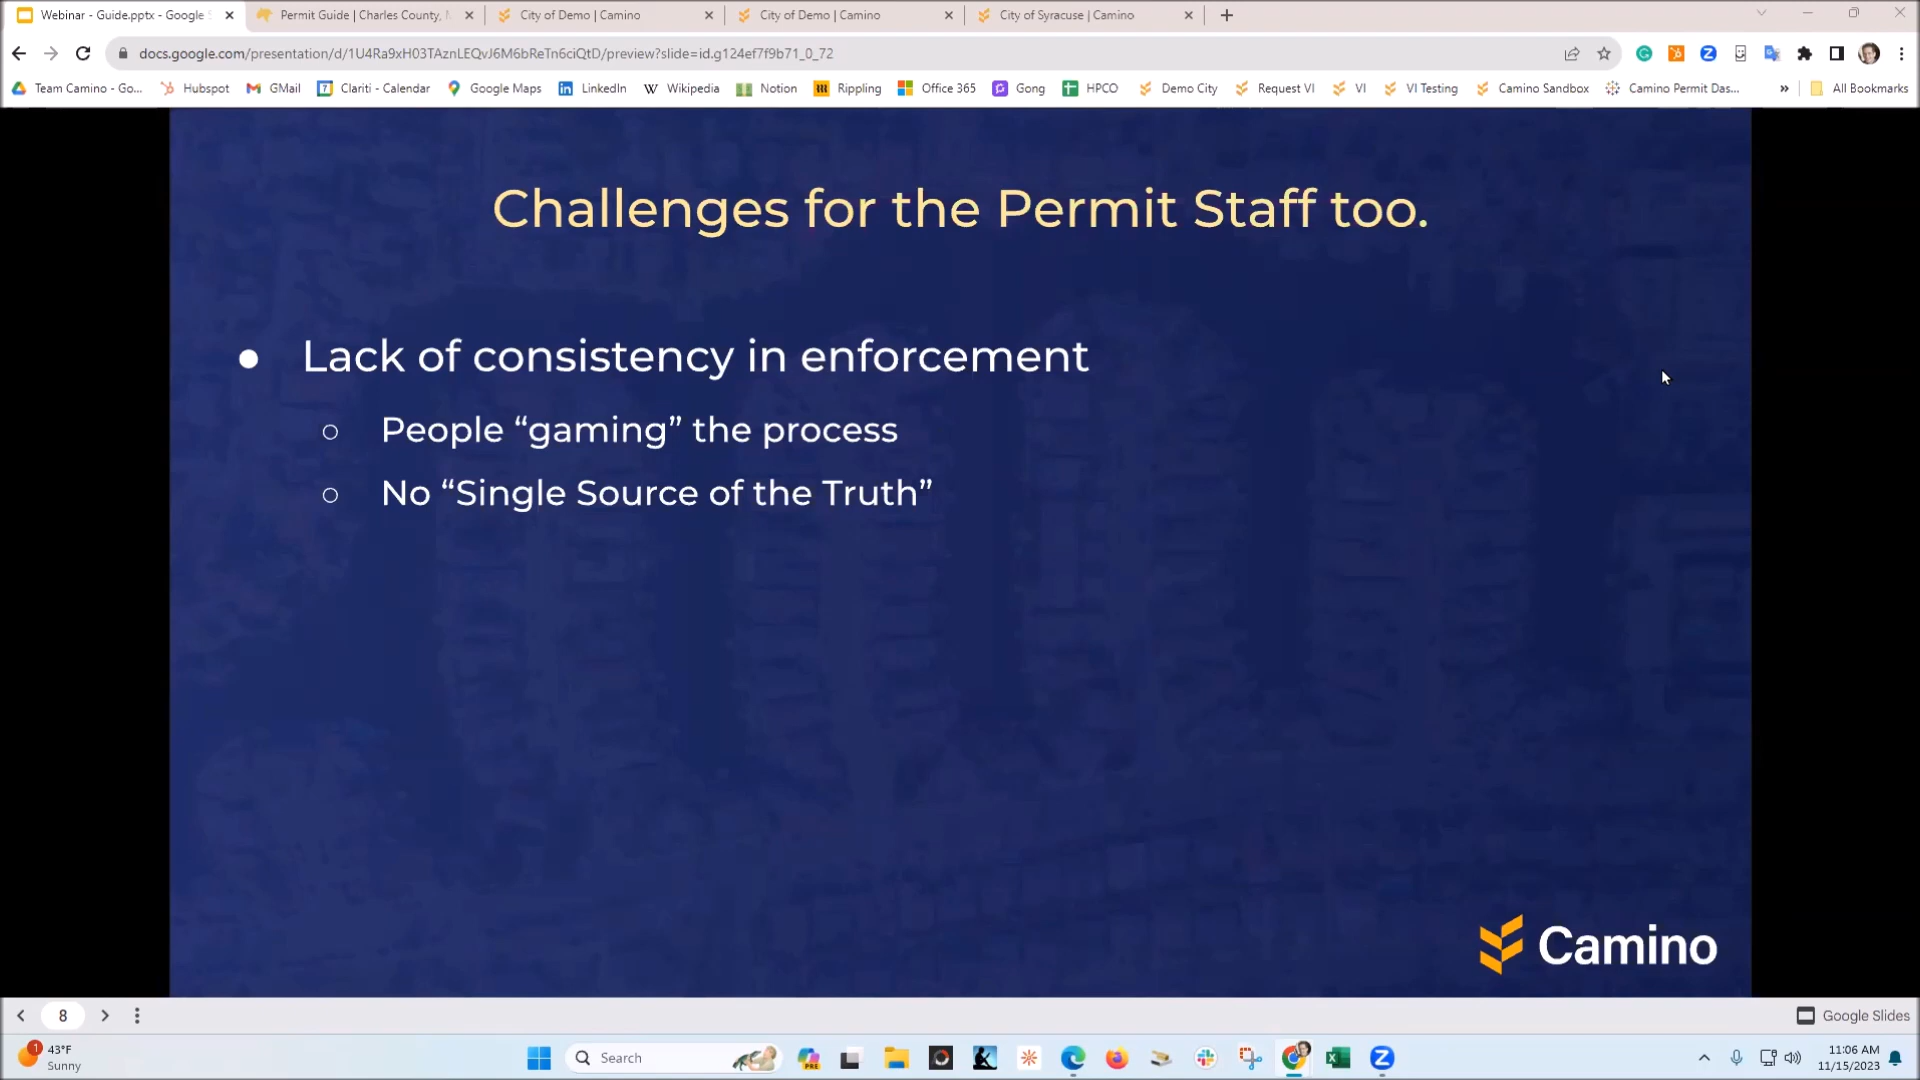 Webinar - Guide.pptx - Google S
Permit Guide | Charles County, M
City of Demo | Camino
City of Demo | Camino
City of Syracuse | Camino
docs.google.com/presentation/d/1U4Ra9xH03TAznLEQvJ6M6bReTn6ciQtD/preview?slide=id.g124ef7f9b71_0_72
Team Camino - Go... Hubspot GMail Clariti - Calendar Google Maps LinkedIn Wikipedia Notion Rippling Office 365 Gong HPCO Demo City Request VI VI VI Testing Camino Sandbox Camino Permit Das... » All Bookmarks
Challenges for the Permit Staff too.
● Lack of consistency in enforcement
○ People “gaming” the process
○ No “Single Source of the Truth”
Camino
8
Google Slides
1
43°F
Sunny
Search
PRE
11:06 AM
11/15/2023